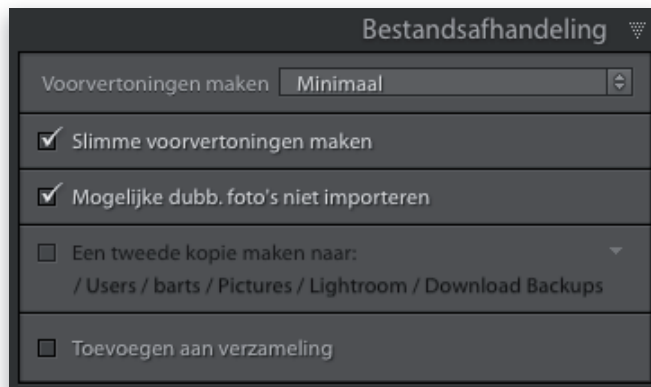 Bestandsafhandeling
Voorvertoningen maken Minimaal
Slimme voorvertoningen maken
Mogelijke dubb. foto's niet importeren
Een tweede kopie maken naar:
/ Users / barts / Pictures / Lightroom / Download Backups
Toevoegen aan verzameling